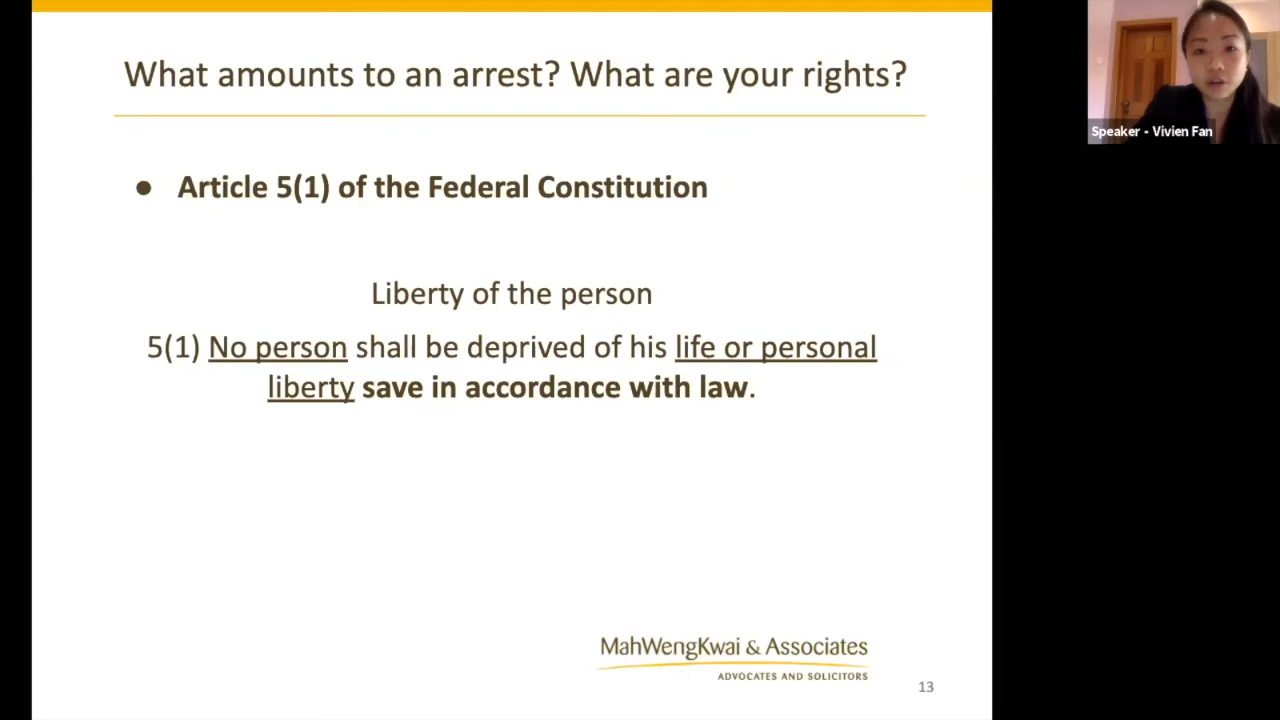 What amounts to an arrest? What are your rights?
Speaker - Vivien Fan
● Article 5(1) of the Federal Constitution
Liberty of the person
5(1) No person shall be deprived of his life or personal
liberty save in accordance with law.
MahWengKwai & Associates
ADVOCATES AND SOLICITORS
13